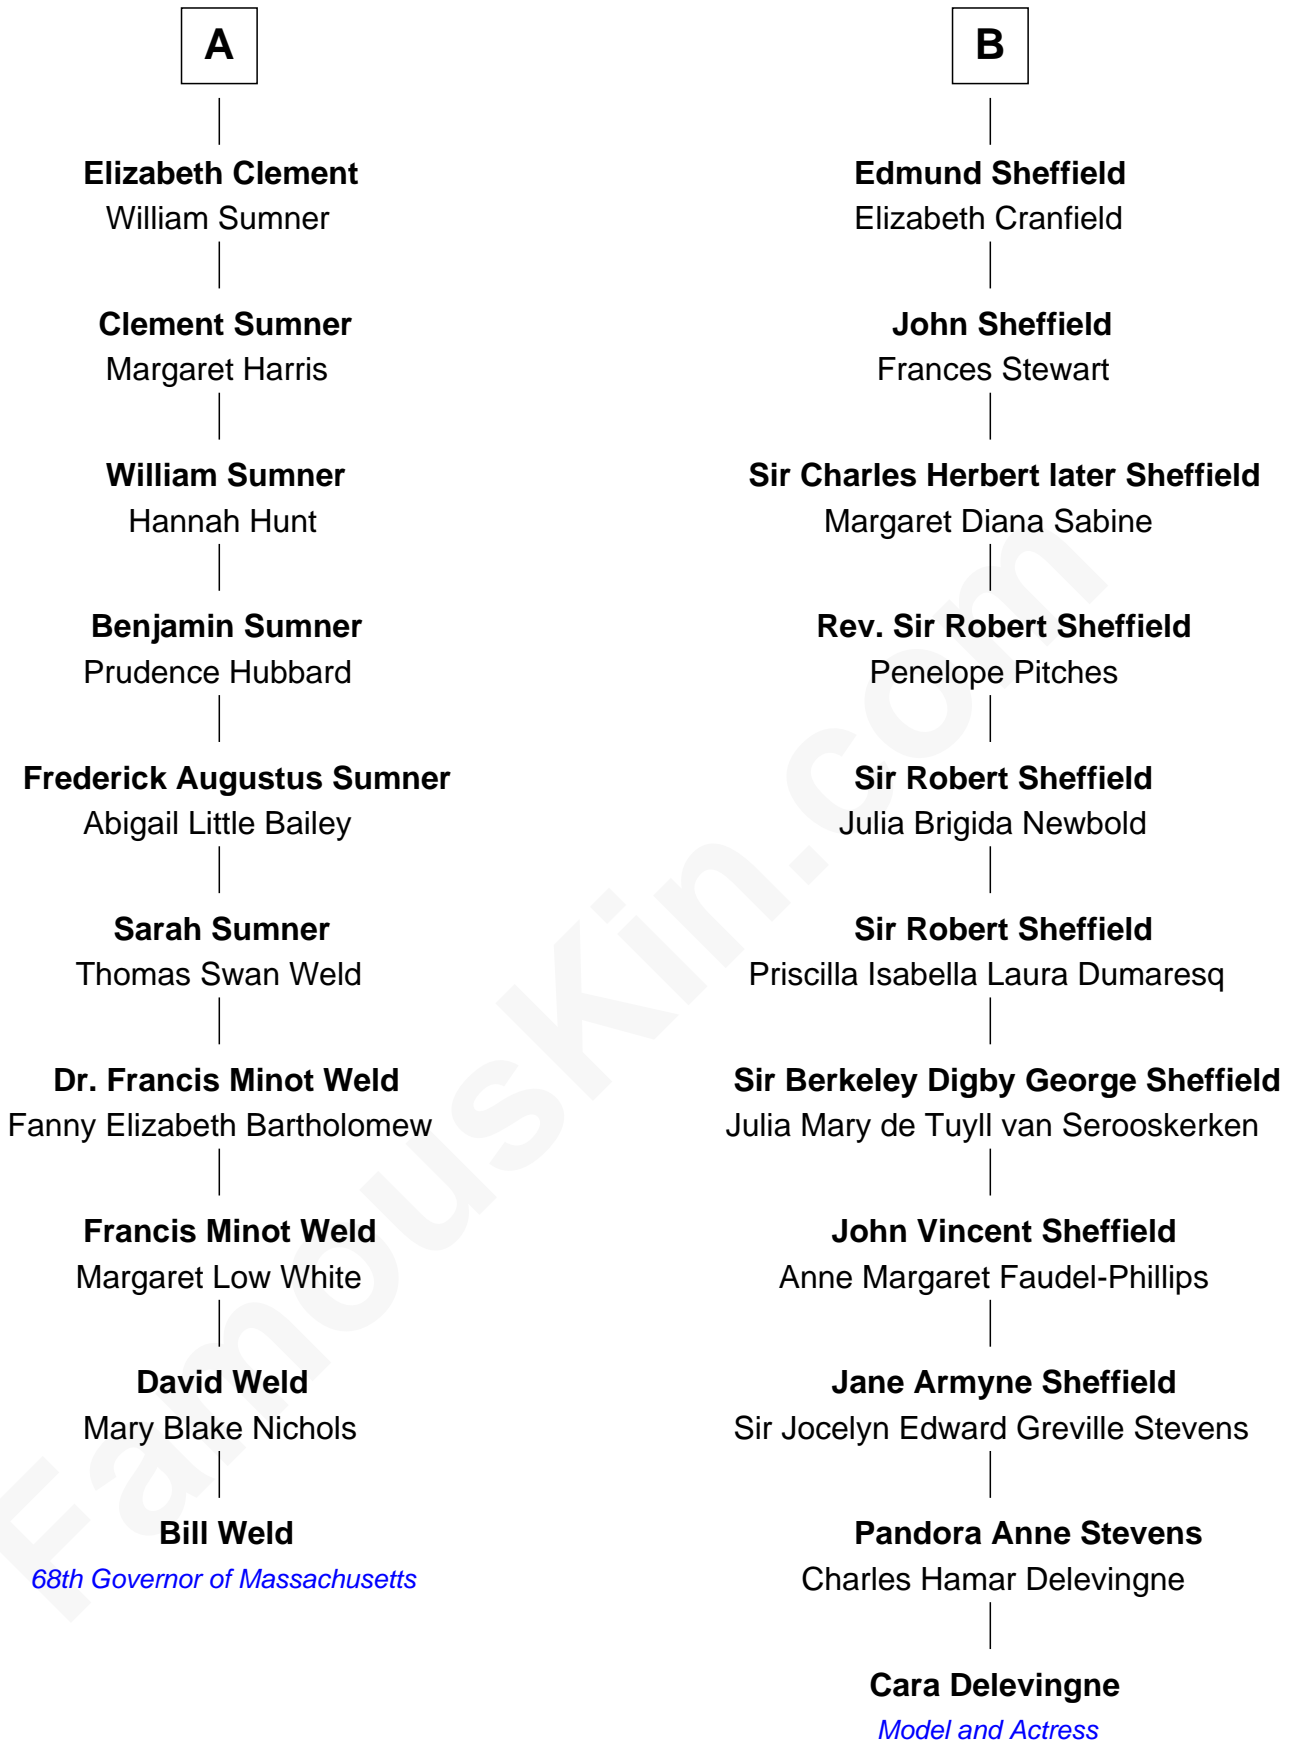 A
Elizabeth Clement
William Sumner
Clement Sumner
Margaret Harris
William Sumner
Hannah Hunt
Benjamin Sumner
Prudence Hubbard
Frederick Augustus Sumner
Abigail Little Bailey
Sarah Sumner
Thomas Swan Weld
Dr. Francis Minot Weld
Fanny Elizabeth Bartholomew
Francis Minot Weld
Margaret Low White
David Weld
Mary Blake Nichols
Bill Weld
68th Governor of Massachusetts
B
Edmund Sheffield
Elizabeth Cranfield
John Sheffield
Frances Stewart
Sir Charles Herbert later Sheffield
Margaret Diana Sabine
Rev. Sir Robert Sheffield
Penelope Pitches
Sir Robert Sheffield
Julia Brigida Newbold
Sir Robert Sheffield
Priscilla Isabella Laura Dumaresq
Sir Berkeley Digby George Sheffield
Julia Mary de Tuyll van Serooskerken
John Vincent Sheffield
Anne Margaret Faudel-Phillips
Jane Armyne Sheffield
Sir Jocelyn Edward Greville Stevens
Pandora Anne Stevens
Charles Hamar Delevingne
Cara Delevingne
Model and Actress
FamousKin.com